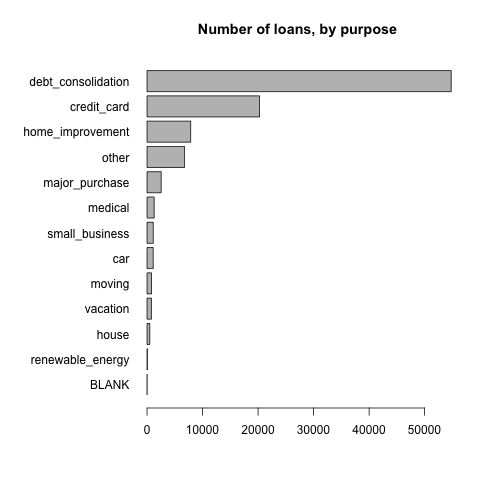 Number of loans, by purpose
debt_consolidation
credit_card
home_improvement
other
major_purchase
medical
small_business
car
moving
vacation
house
renewable_energy
BLANK
0 10000 20000 30000 40000 50000